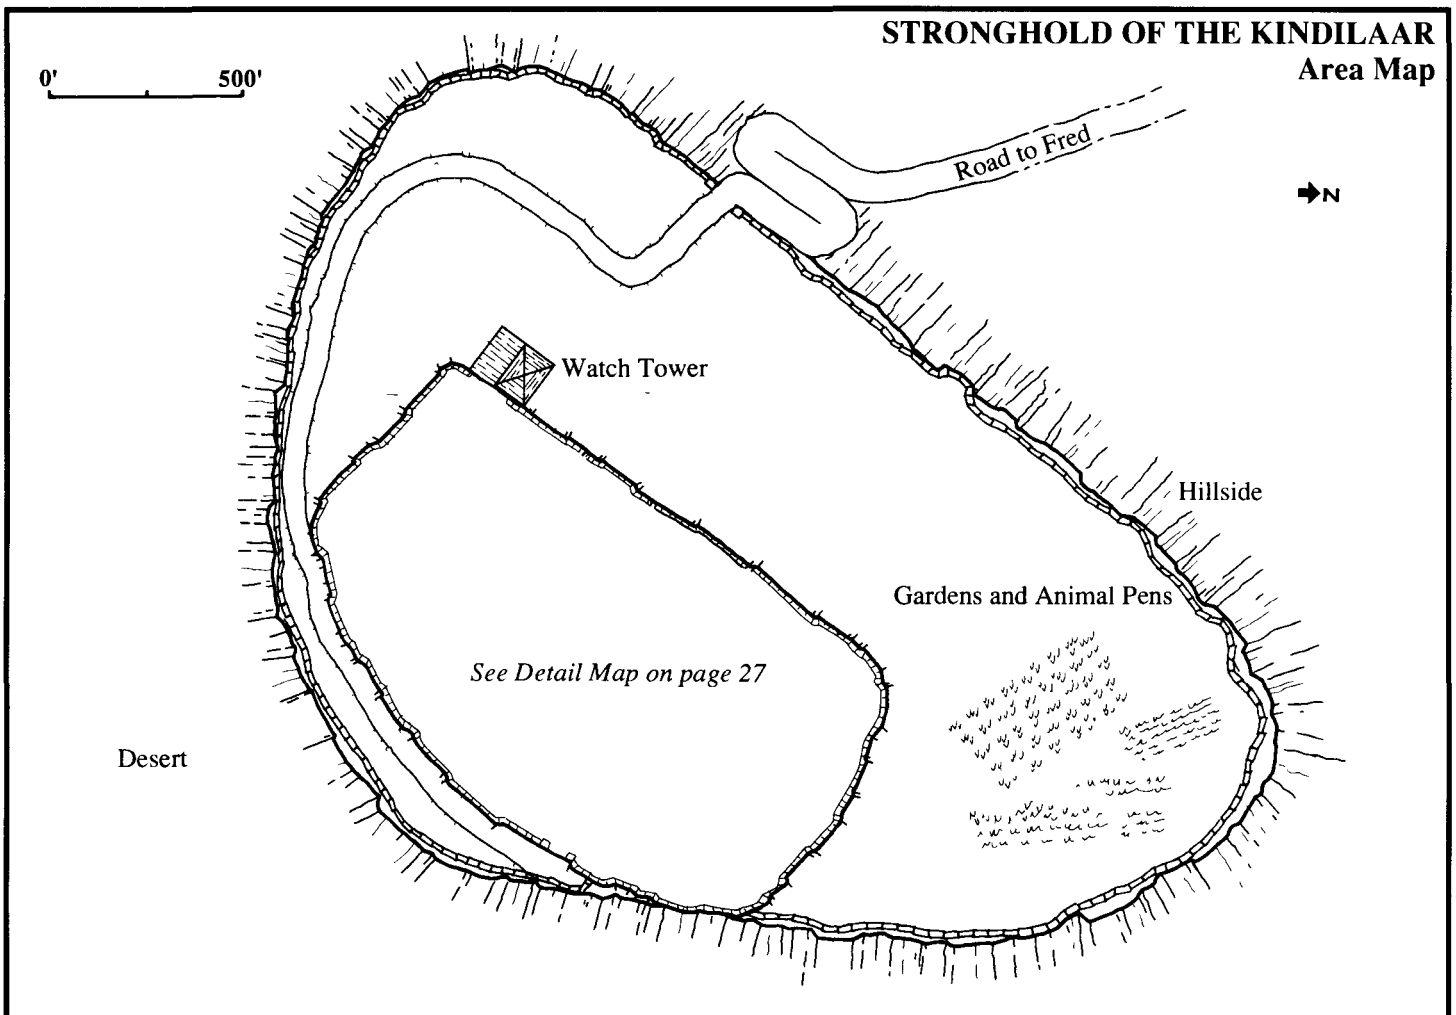 STRONGHOLD OF THE KINDILAAR
Area Map
0' 500'
Road to Fred
N
Watch Tower
Hillside
Gardens and Animal Pens
See Detail Map on page 27
Desert